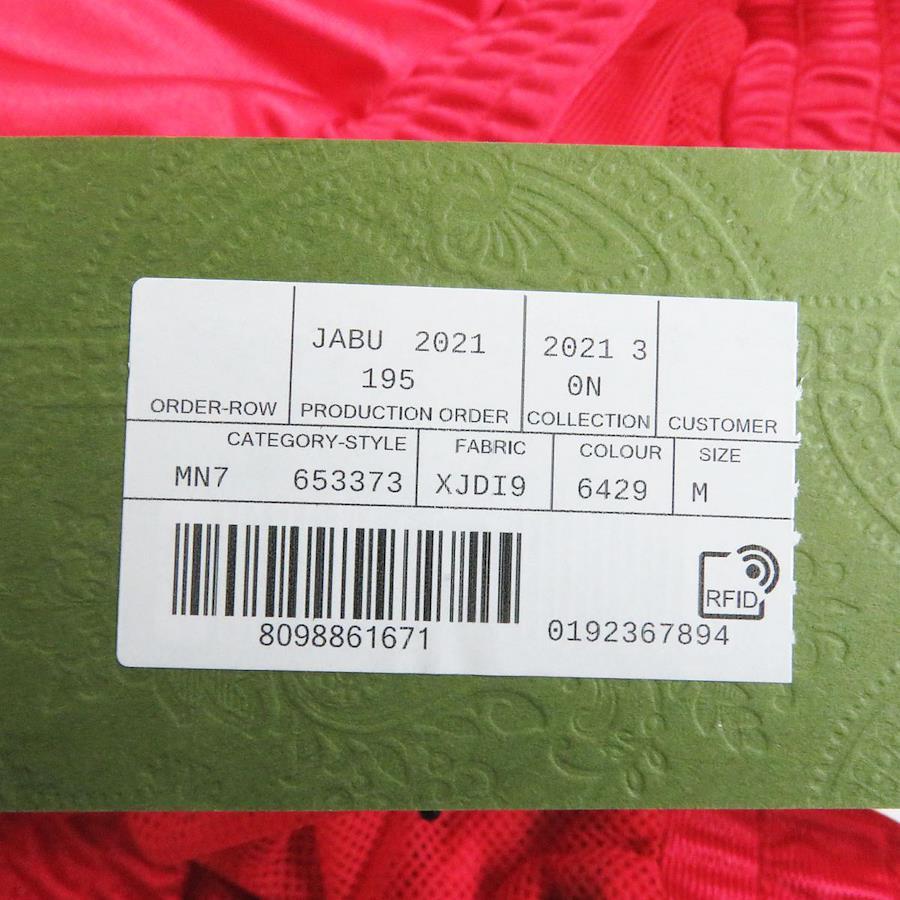 JABU 2021 2021 3
195 0N
ORDER-ROW PRODUCTION ORDER COLLECTION CUSTOMER
CATEGORY-STYLE FABRIC COLOUR SIZE
MN7 653373 XJDI9 6429 M
RFID
8098861671 0192367894